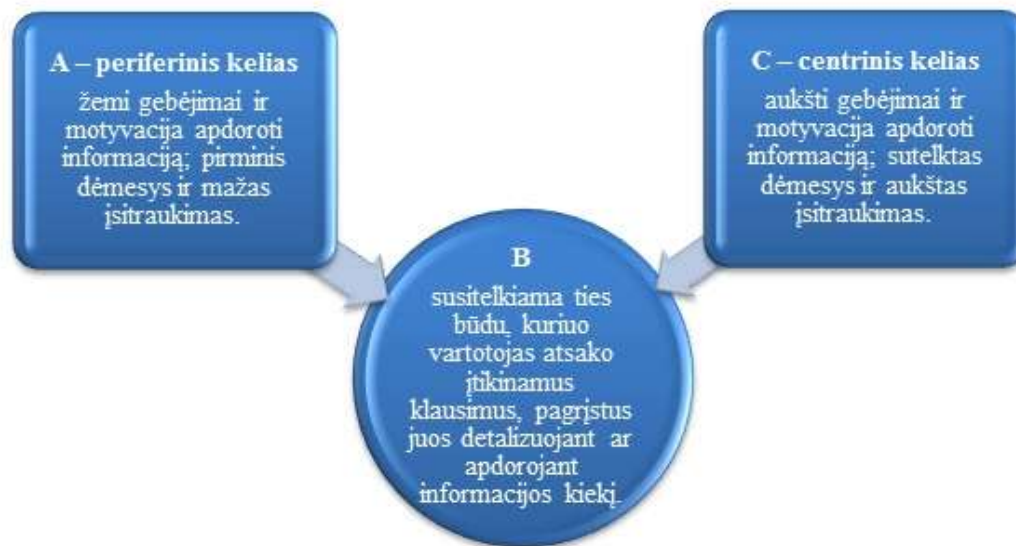 A – periferinis kelias
žemi gebėjimai ir
motyvacija apdoroti
informaciją; pirminis
dėmesys ir mažas
įsitraukimas.
C – centrinis kelias
aukšti gebėjimai ir
motyvacija apdoroti
informaciją; sutelktas
dėmesys ir aukštas
įsitraukimas.
B
susitelkiama ties
būdu, kuriuo
vartotojas atsako
įtikinamus
klausimus, pagrįstus
juos detalizuojant ar
apdorojant
informacijos kiekį.